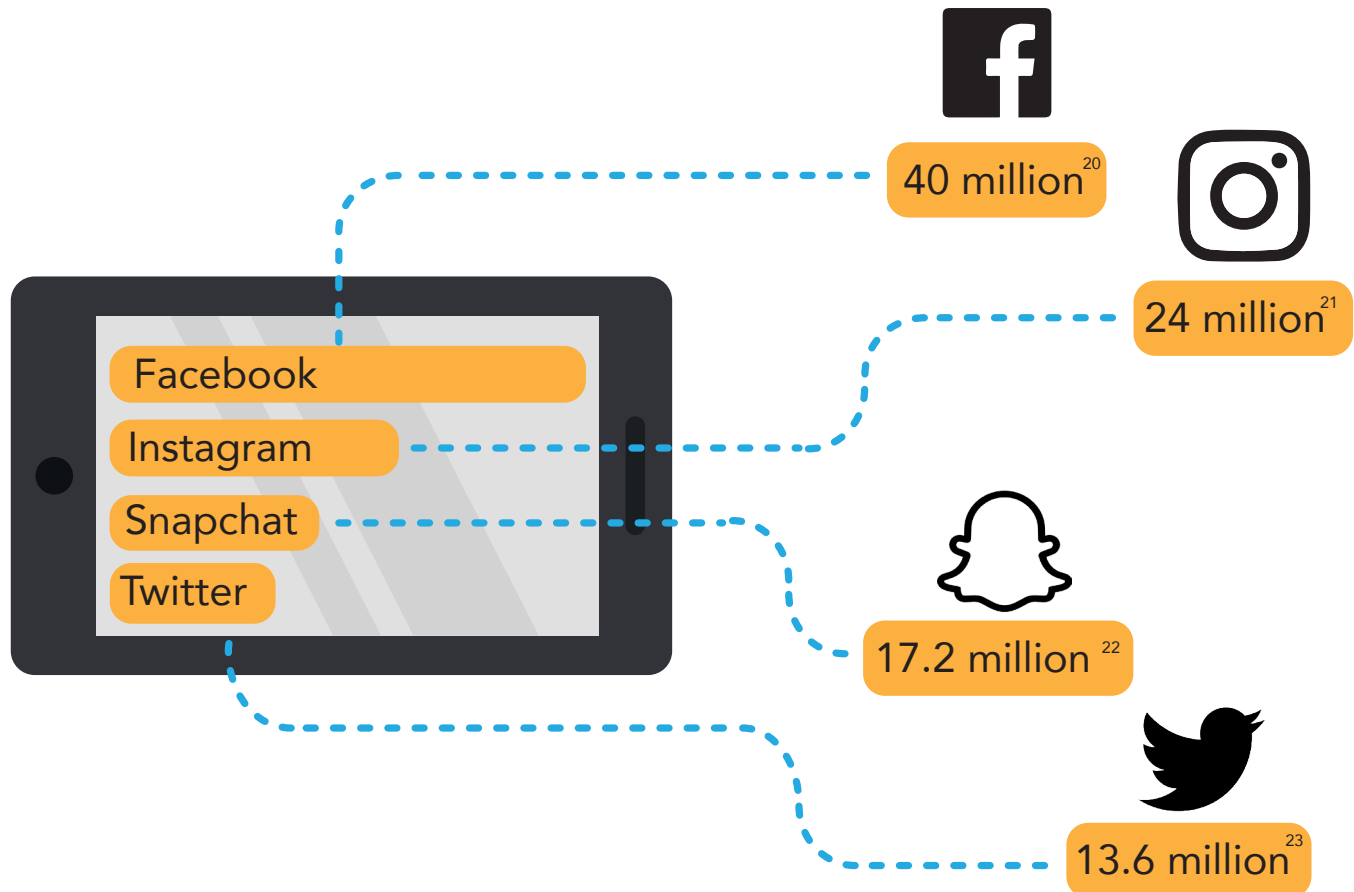 40 million20
24 million21
Facebook
Instagram
Snapchat
Twitter
17.2 million 22
13.6 million23